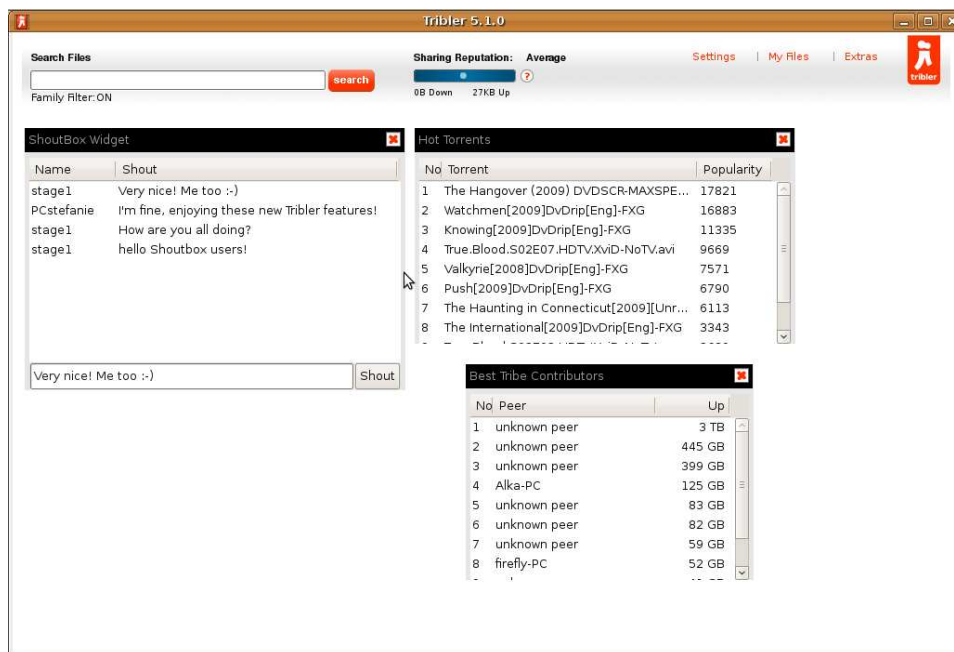 Tribler 5.1.0
Search Files
Sharing Reputation: Average
Settings | My Files | Extras
search
tribler
Family Filter:ON
0B Down 27KB Up
?
ShoutBox Widget
Name Shout
stage1 Very nice! Me too :-)
PCstefanie I'm fine, enjoying these new Tribler features!
stage1 How are you all doing?
stage1 hello Shoutbox users!
Very nice! Me too :-) Shout
Hot Torrents
No Torrent Popularity
1 The Hangover (2009) DVDSCR-MAXSPE... 17821
2 Watchmen[2009]DvDrip[Eng]-FXG 16883
3 Knowing[2009]DvDrip[Eng]-FXG 11335
4 True.Blood.S02E07.HDTV.XviD-NoTV.avi 9669
5 Valkyrie[2008]DvDrip[Eng]-FXG 7571
6 Push[2009]DvDrip[Eng]-FXG 6790
7 The Haunting in Connecticut[2009][Unr... 6113
8 The International[2009]DvDrip[Eng]-FXG 3343
Best Tribe Contributors
No Peer Up
1 unknown peer 3 TB
2 unknown peer 445 GB
3 unknown peer 399 GB
4 Alka-PC 125 GB
5 unknown peer 83 GB
6 unknown peer 82 GB
7 unknown peer 59 GB
8 firefly-PC 52 GB